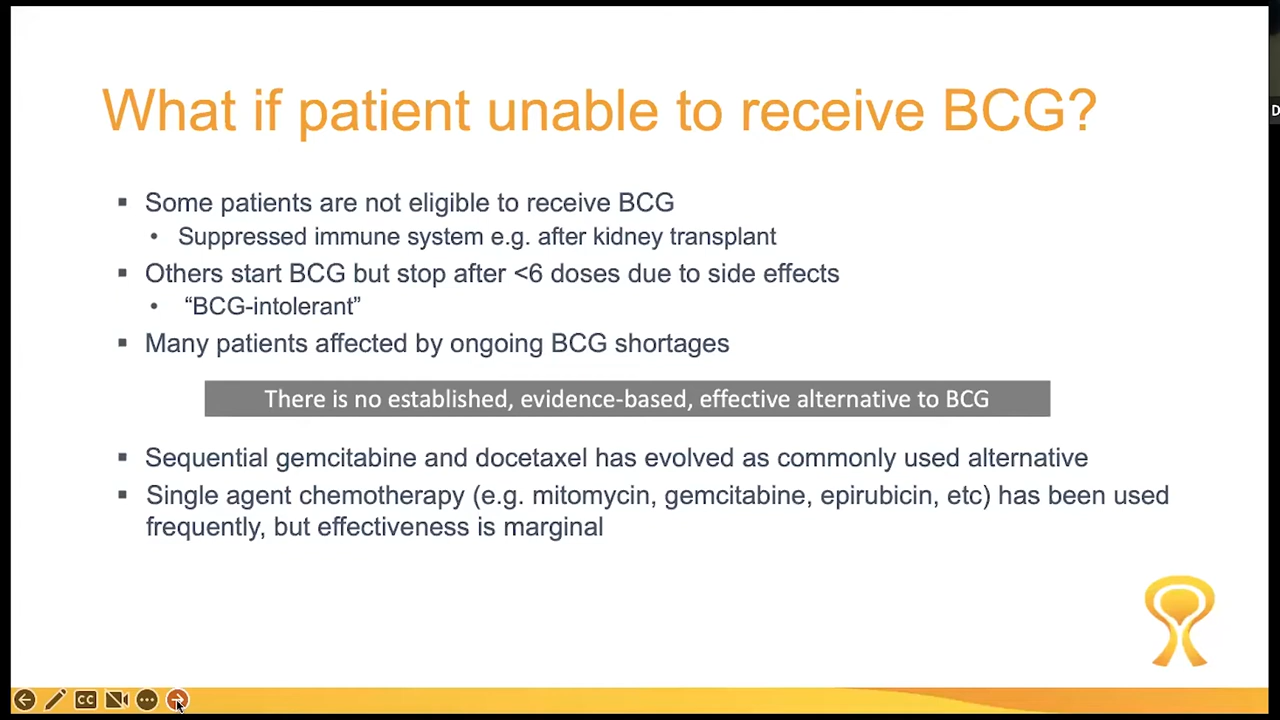 What if patient unable to receive BCG?
▪ Some patients are not eligible to receive BCG
• Suppressed immune system e.g. after kidney transplant
▪ Others start BCG but stop after <6 doses due to side effects
• “BCG-intolerant”
▪ Many patients affected by ongoing BCG shortages
There is no established, evidence-based, effective alternative to BCG
▪ Sequential gemcitabine and docetaxel has evolved as commonly used alternative
▪ Single agent chemotherapy (e.g. mitomycin, gemcitabine, epirubicin, etc) has been used
frequently, but effectiveness is marginal
CC
D